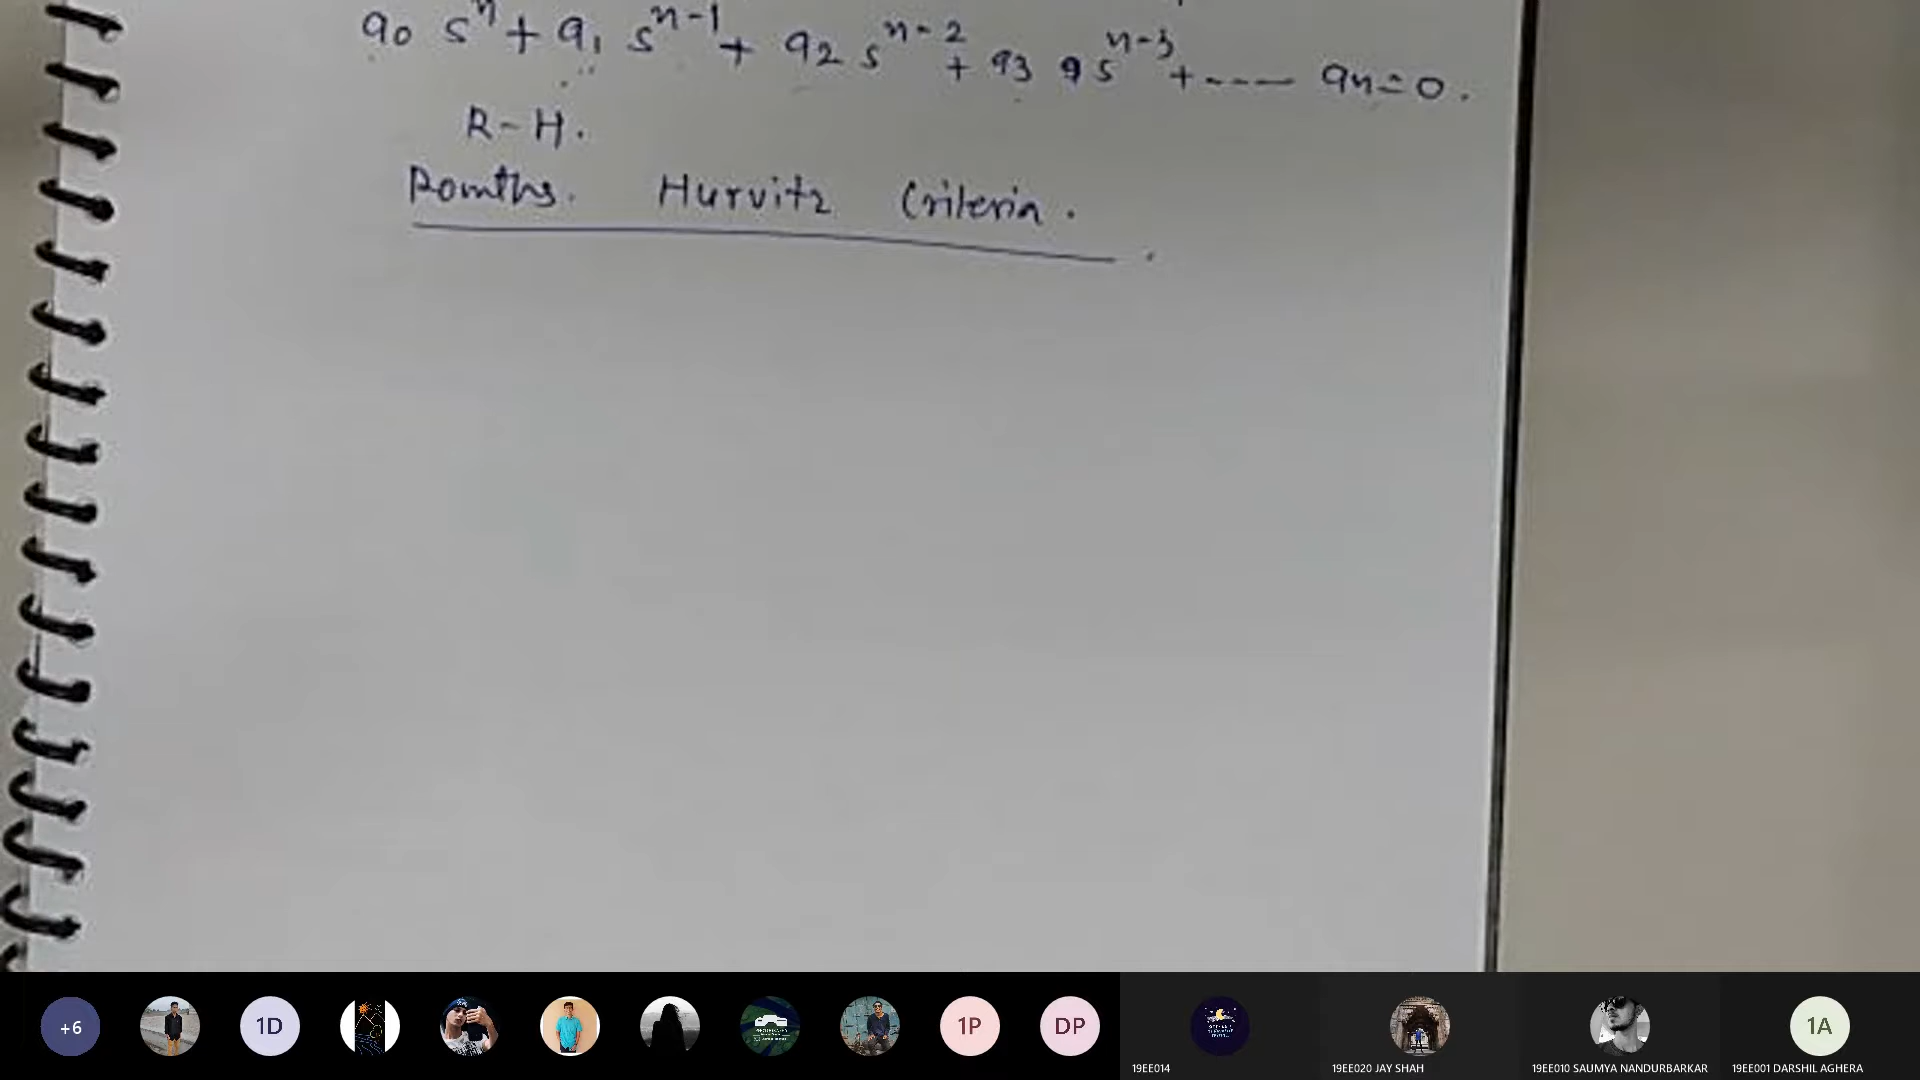 a0 s^n + a1 s^n-1 + a2 s^n-2 + a3 s^n-3 + ---- an = 0.
R-H.
Rowths. Hurvitz Criteria.
+6
1D
1P
DP
1A
19EE014
19EE020 JAY SHAH
19EE010 SAUMYA NANDURBARKAR
19EE001 DARSHIL AGHERA